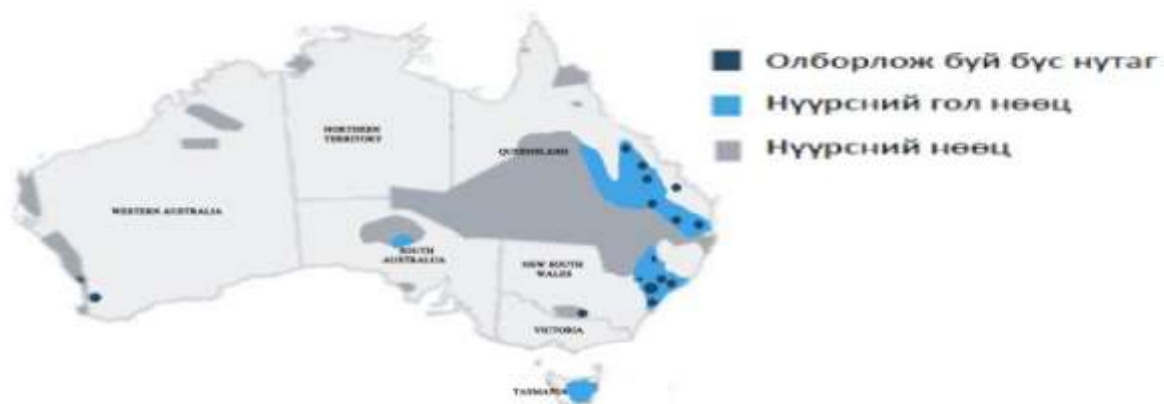 Олборлож буй бүс нутаг
Нүүрсний гол нөөц
Нүүрсний нөөц
NORTHERN
TERRITORY
QUEENSLAND
WESTERN AUSTRALIA
SOUTH
AUSTRALIA
NEW SOUTH
WALES
VICTORIA
TASMANIA